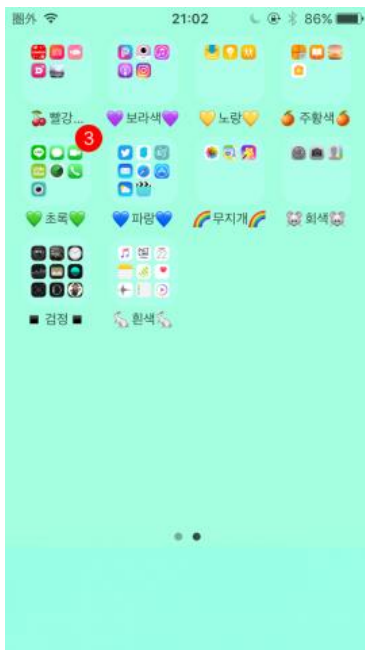 圏外 21:02 86%
🍒빨강... 💜보라색💜 💛노랑💛 🍊주황색🍊
3
💚초록💚 💙파랑💙 🌈무지개🌈 🐭회색🐭
◾검정◾ 🐇흰색🐇